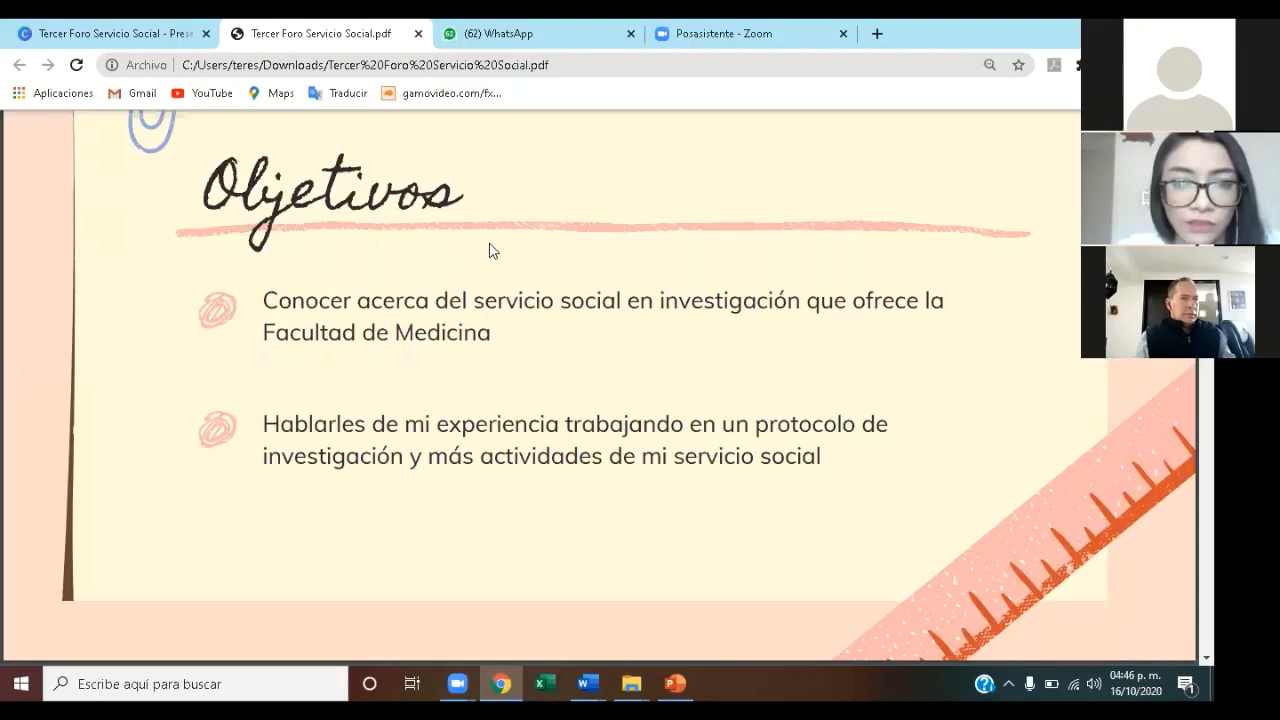 Tercer Foro Servicio Social - Prese
Tercer Foro Servicio Social.pdf
(62) WhatsApp
Posasistente - Zoom
Archivo
C:/Users/teres/Downloads/Tercer%20Foro%20Servicio%20Social.pdf
Aplicaciones
Gmail
YouTube
Maps
Traducir
gamovideo.com/fx...
Objetivos
Conocer acerca del servicio social en investigación que ofrece la
Facultad de Medicina
Hablarles de mi experiencia trabajando en un protocolo de
investigación y más actividades de mi servicio social
Escribe aquí para buscar
04:46 p. m.
16/10/2020